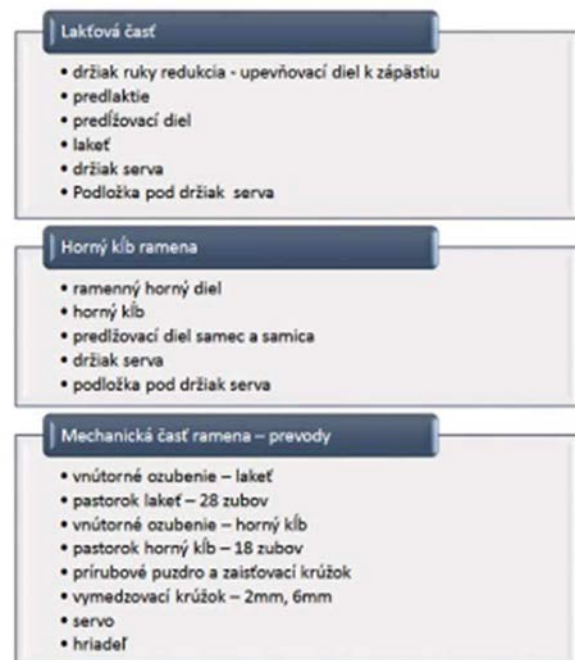 Lakťová časť
• držiak ruky redukcia - upevňovací diel k zápästiu
• predlaktie
• predĺžovací diel
• lakeť
• držiak serva
• Podložka pod držiak serva
Horný kĺb ramena
• ramenný horný diel
• horný kĺb
• predlžovací diel samec a samica
• držiak serva
• podložka pod držiak serva
Mechanická časť ramena – prevody
• vnútorné ozubenie – lakeť
• pastorok lakeť – 28 zubov
• vnútorné ozubenie – horný kĺb
• pastorok horný kĺb – 18 zubov
• prírubové puzdro a zaisťovací krúžok
• vymedzovací krúžok – 2mm, 6mm
• servo
• hriadeľ